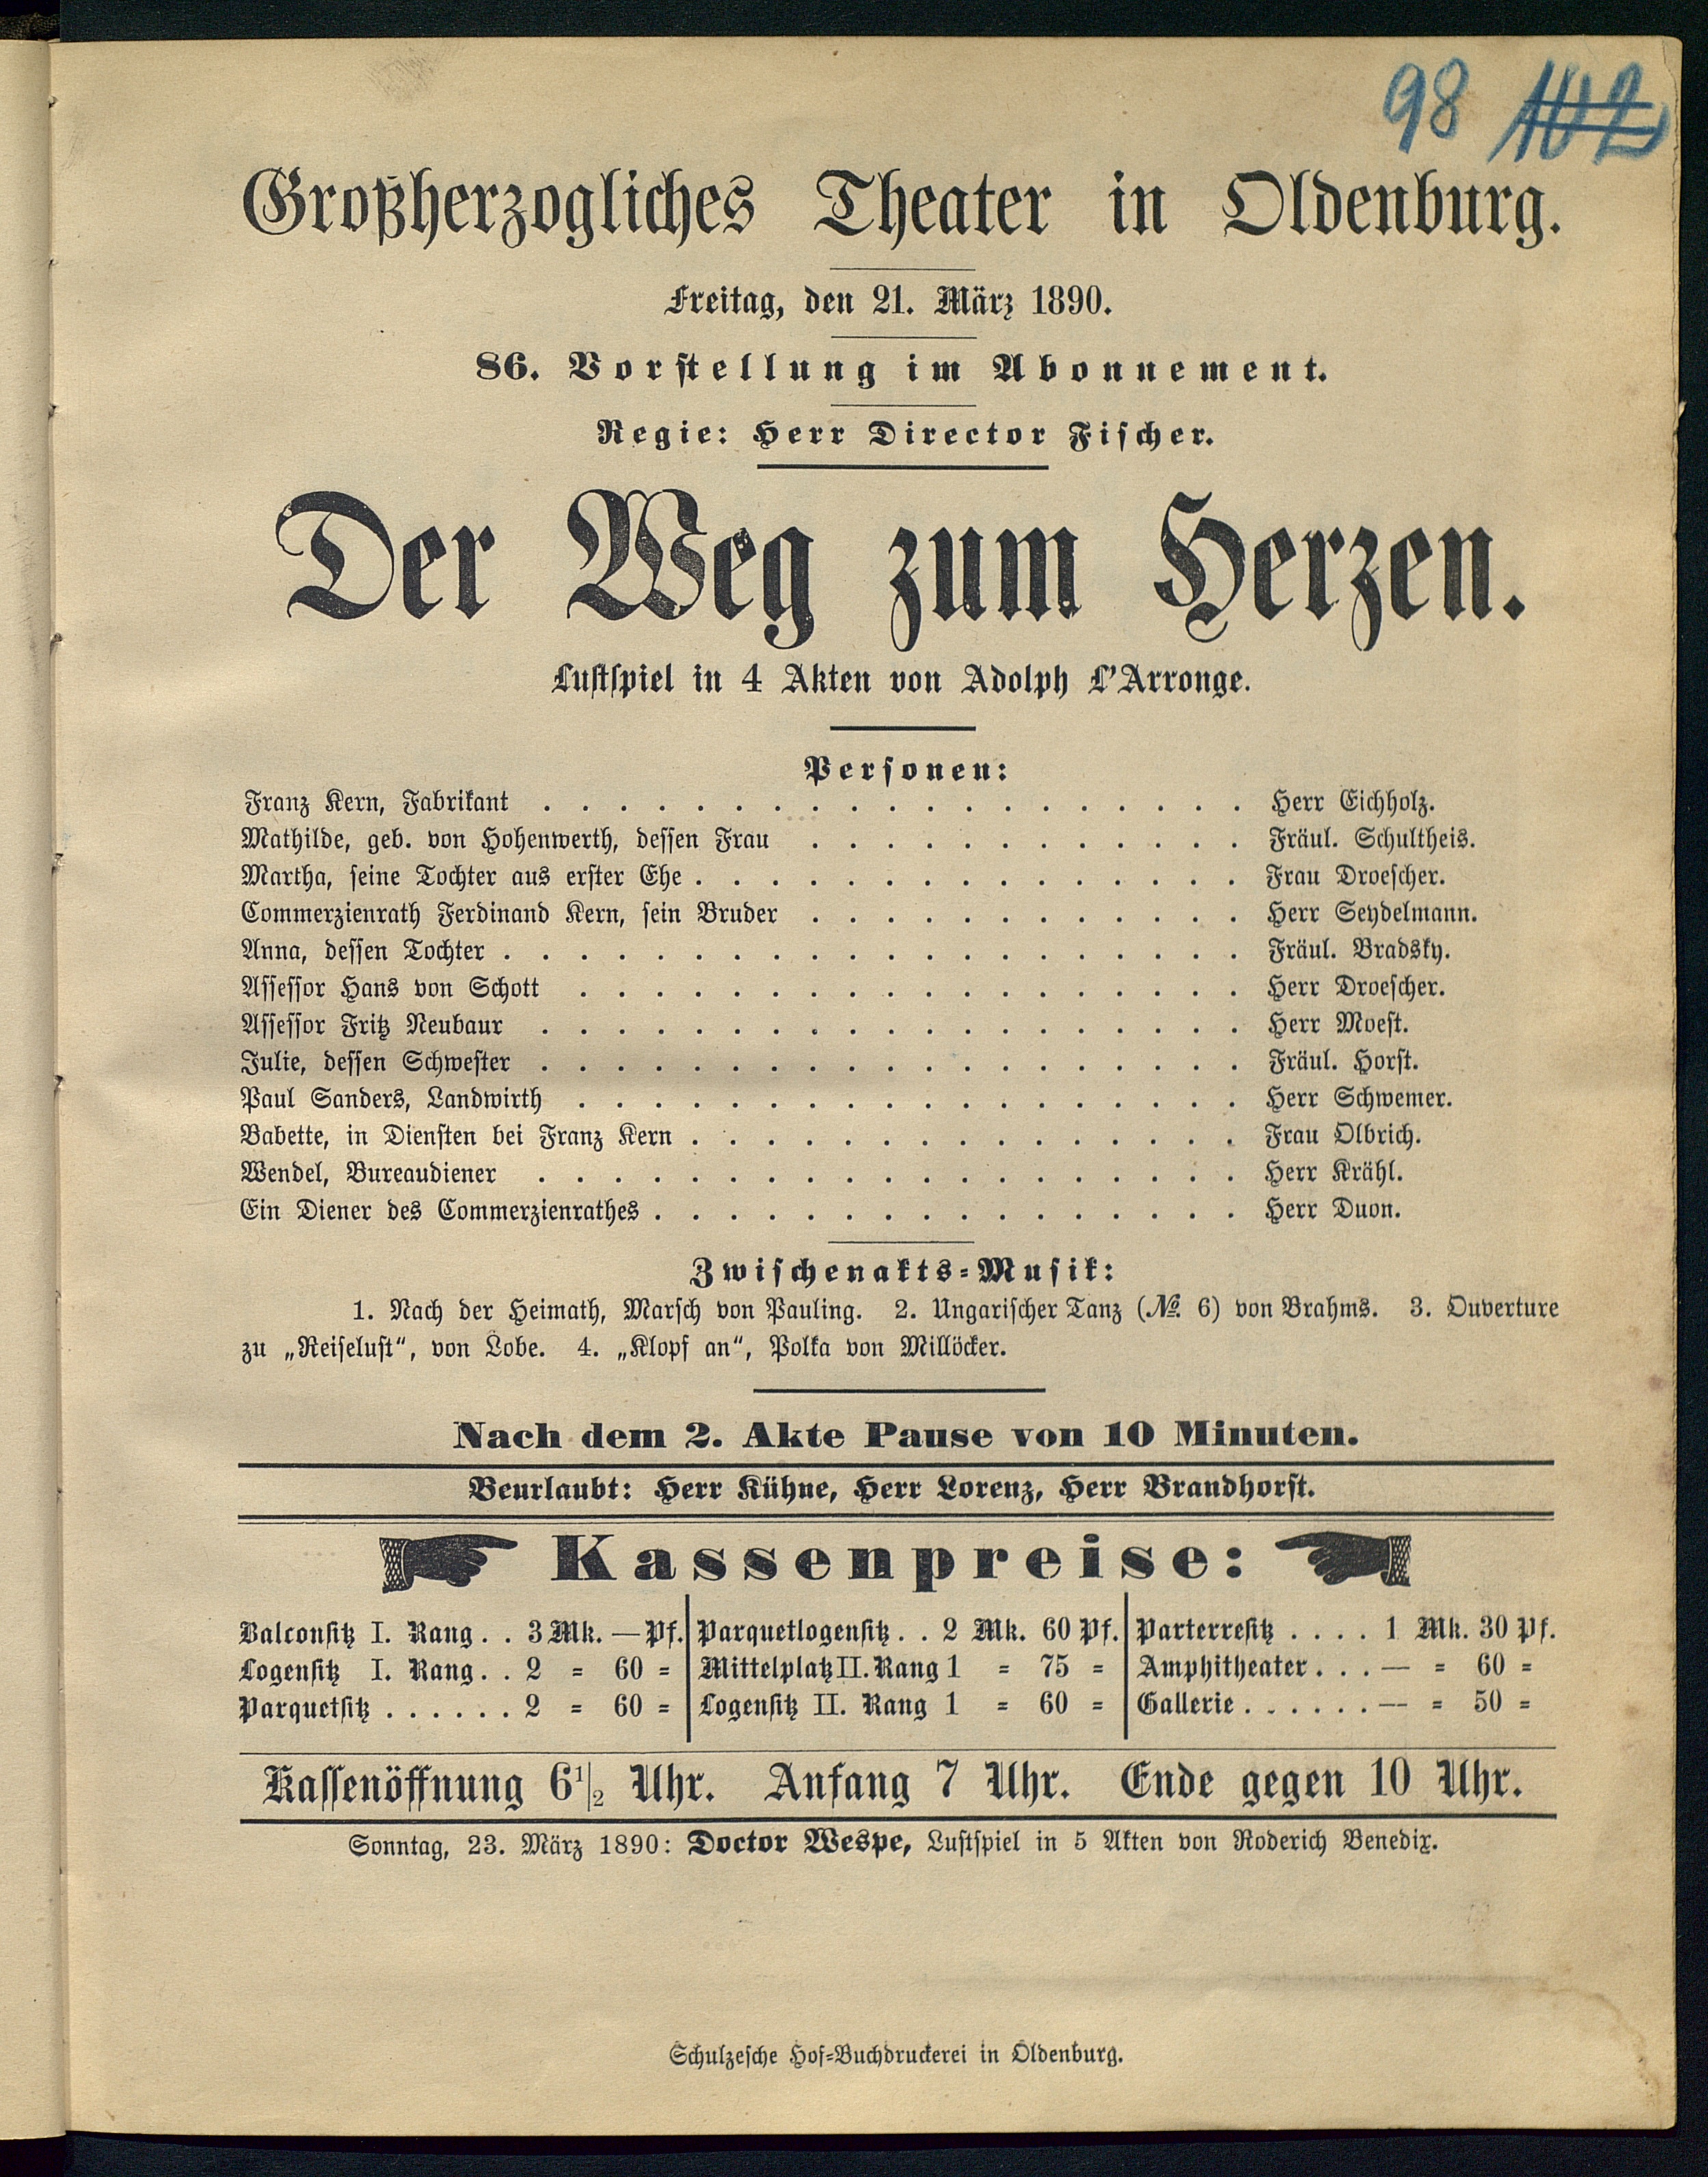 98 102
Großherzogliches Theater in Oldenburg.
Freitag, den 21. März 1890.
86. Vorstellung im Abonnement.
Regie: Herr Director Fischer.
Der Weg zum Herzen.
Lustspiel in 4 Akten von Adolph L'Arronge.
Personen:
Franz Kern, Fabrikant . . . . . . . . . . . . . . . . . . . Herr Eichholz.
Mathilde, geb. von Hohenwerth, dessen Frau . . . . . . . . . . . . Fräul. Schultheis.
Martha, seine Tochter aus erster Ehe . . . . . . . . . . . . . . . Frau Droescher.
Commerzienrath Ferdinand Kern, sein Bruder . . . . . . . . . . . . Herr Seydelmann.
Anna, dessen Tochter . . . . . . . . . . . . . . . . . . . . Fräul. Bradsky.
Assessor Hans von Schott . . . . . . . . . . . . . . . . . . Herr Droescher.
Assessor Fritz Neubaur . . . . . . . . . . . . . . . . . . . Herr Moest.
Julie, dessen Schwester . . . . . . . . . . . . . . . . . . . Fräul. Horst.
Paul Sanders, Landwirth . . . . . . . . . . . . . . . . . . Herr Schwemer.
Babette, in Diensten bei Franz Kern . . . . . . . . . . . . . . . Frau Olbrich.
Wendel, Bureaudiener . . . . . . . . . . . . . . . . . . . Herr Krähl.
Ein Diener des Commerzienrathes . . . . . . . . . . . . . . . . Herr Duon.
Zwischenakts=Musik:
1. Nach der Heimath, Marsch von Pauling. 2. Ungarischer Tanz (№ 6) von Brahms. 3. Ouverture
zu „Reiselust“, von Lobe. 4. „Klopf an“, Polka von Millöcker.
Nach dem 2. Akte Pause von 10 Minuten.
Beurlaubt: Herr Kühne, Herr Lorenz, Herr Brandhorst.
Kassenpreise:
Balconsitz I. Rang . . 3 Mk. — Pf. Parquetlogensitz . . 2 Mk. 60 Pf. Parterresitz . . . . 1 Mk. 30 Pf.
Logensitz I. Rang . . 2 = 60 = Mittelplatz II. Rang 1 = 75 = Amphitheater . . . — = 60 =
Parquetsitz . . . . . . 2 = 60 = Logensitz II. Rang 1 = 60 = Gallerie . . . . . . — = 50 =
Kassenöffnung 6 1/2 Uhr. Anfang 7 Uhr. Ende gegen 10 Uhr.
Sonntag, 23. März 1890: Doctor Wespe, Lustspiel in 5 Akten von Roderich Benedix.
Schulzesche Hof=Buchdruckerei in Oldenburg.